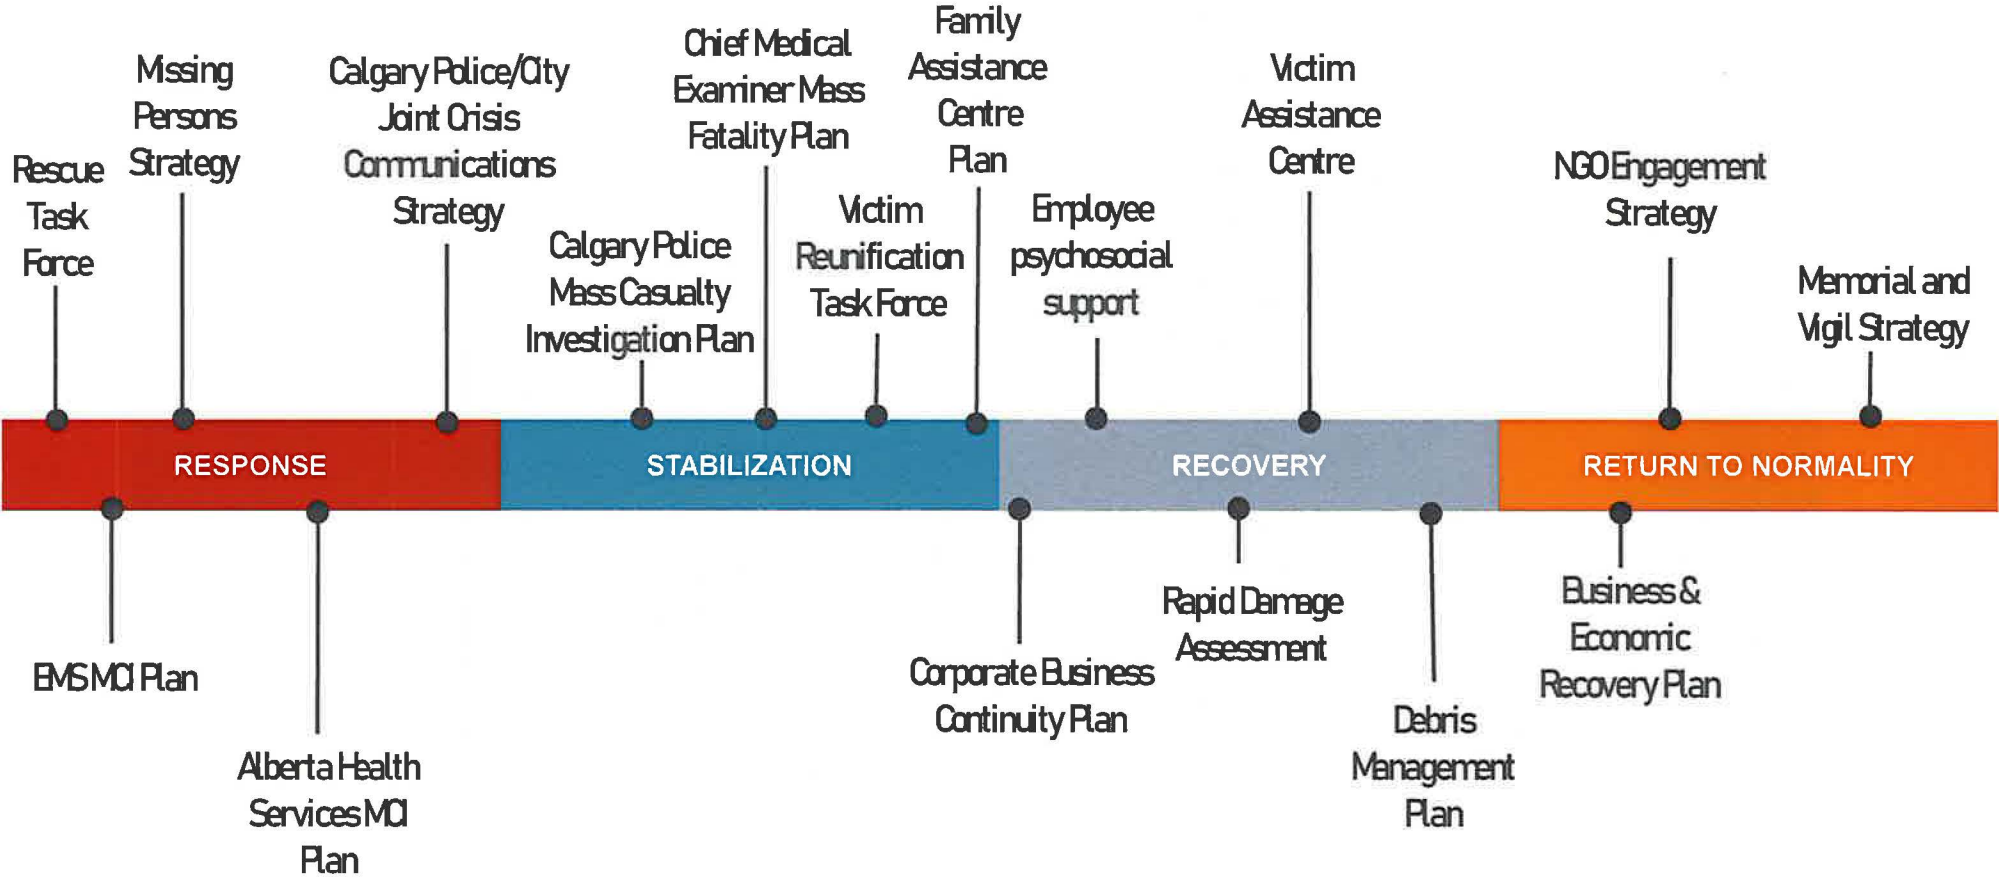 Rescue
Task
Force
Missing
Persons
Strategy
Calgary Police/City
Joint Crisis
Communications
Strategy
Calgary Police
Mass Casualty
Investigation Plan
Chief Medical
Examiner Mass
Fatality Plan
Victim
Reunification
Task Force
Family
Assistance
Centre
Plan
Employee
psychosocial
support
Victim
Assistance
Centre
NGO Engagement
Strategy
Memorial and
Vigil Strategy
RESPONSE
STABILIZATION
RECOVERY
RETURN TO NORMALITY
EMS MCI Plan
Alberta Health
Services MCI
Plan
Corporate Business
Continuity Plan
Rapid Damage
Assessment
Debris
Management
Plan
Business &
Economic
Recovery Plan